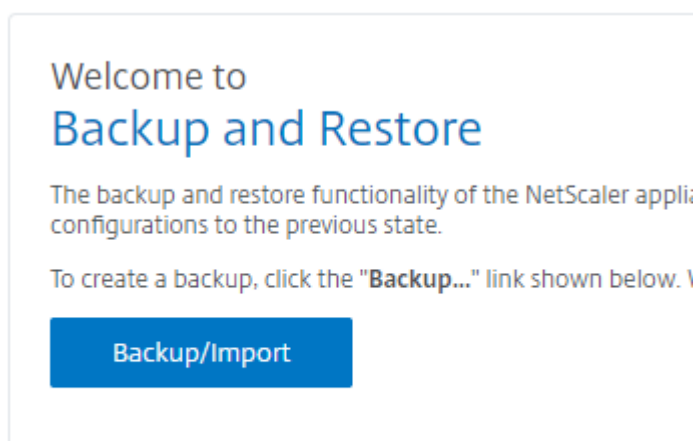 Welcome to
Backup and Restore
The backup and restore functionality of the NetScaler
configurations to the previous state.
To create a backup, click the "Backup..." link shown below.
Backup/Import